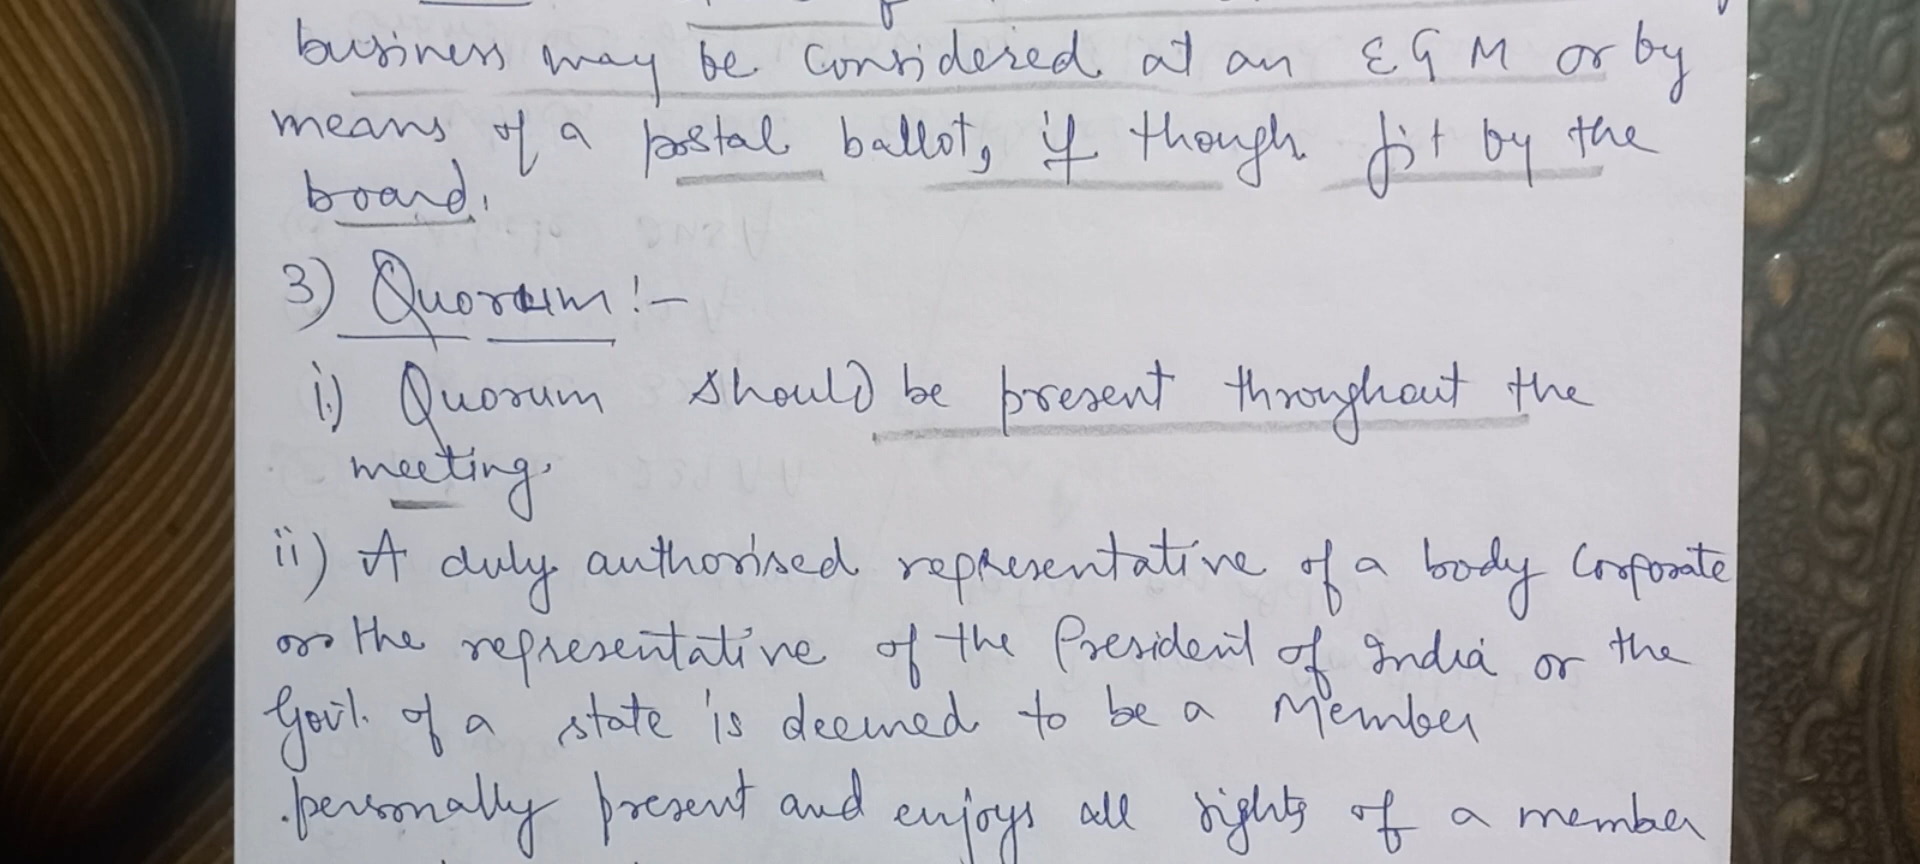 business may be considered at an EGM or by
means of a postal ballot, if though fit by the
board.
3) Quorum :-
i) Quorum should be present throughout the
meeting.
ii) A duly authorised representative of a body Corporate
or the representative of the President of India or the
Govt. of a state is deemed to be a Member
personally present and enjoys all rights of a member